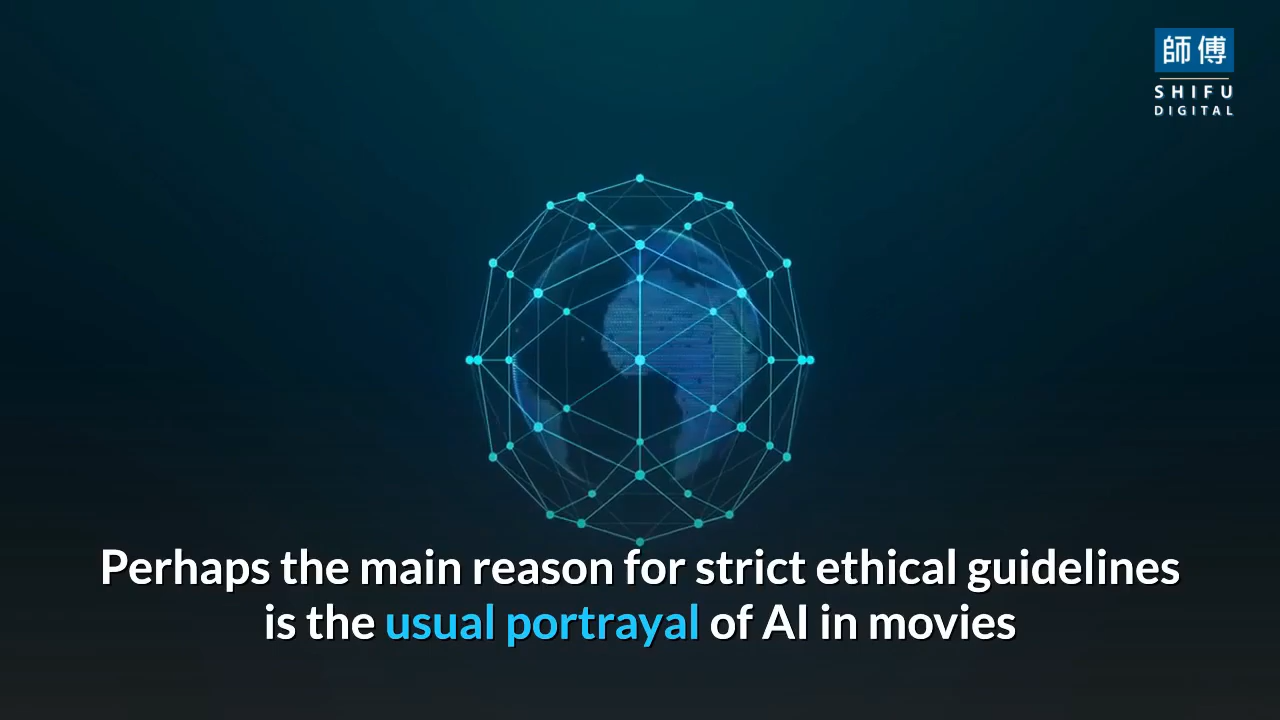 師傅
SHIFU
DIGITAL
Perhaps the main reason for strict ethical guidelines
is the usual portrayal of AI in movies